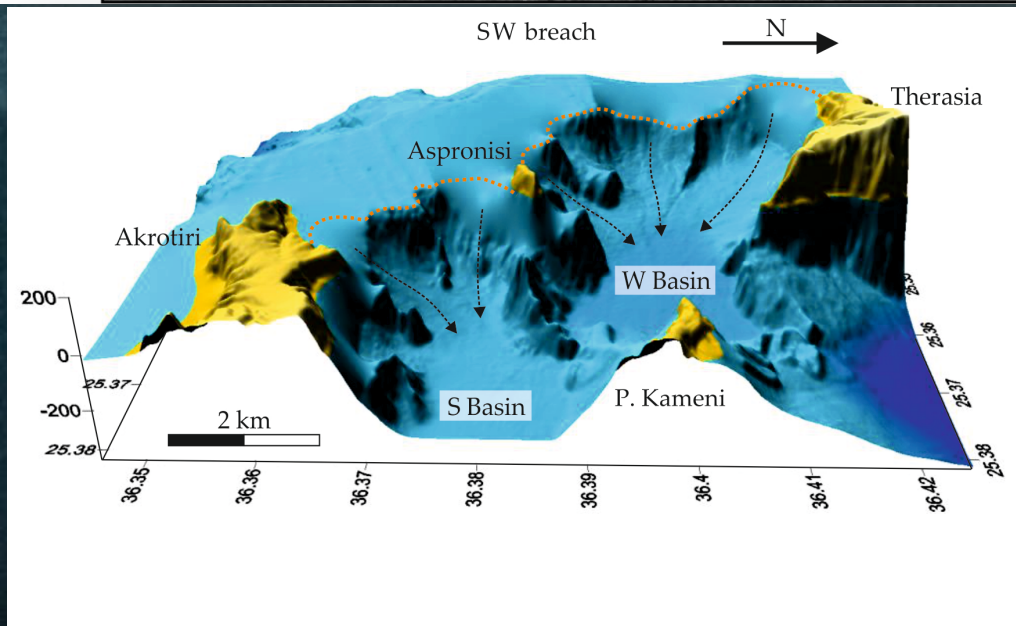 SW breach
N
Therasia
Aspronisi
Akrotiri
W Basin
200
0
-200
25.37
25.38
P. Kameni
S Basin
2 km
25.36
25.37
25.38
36.35
36.36
36.37
36.38
36.39
36.4
36.41
36.42